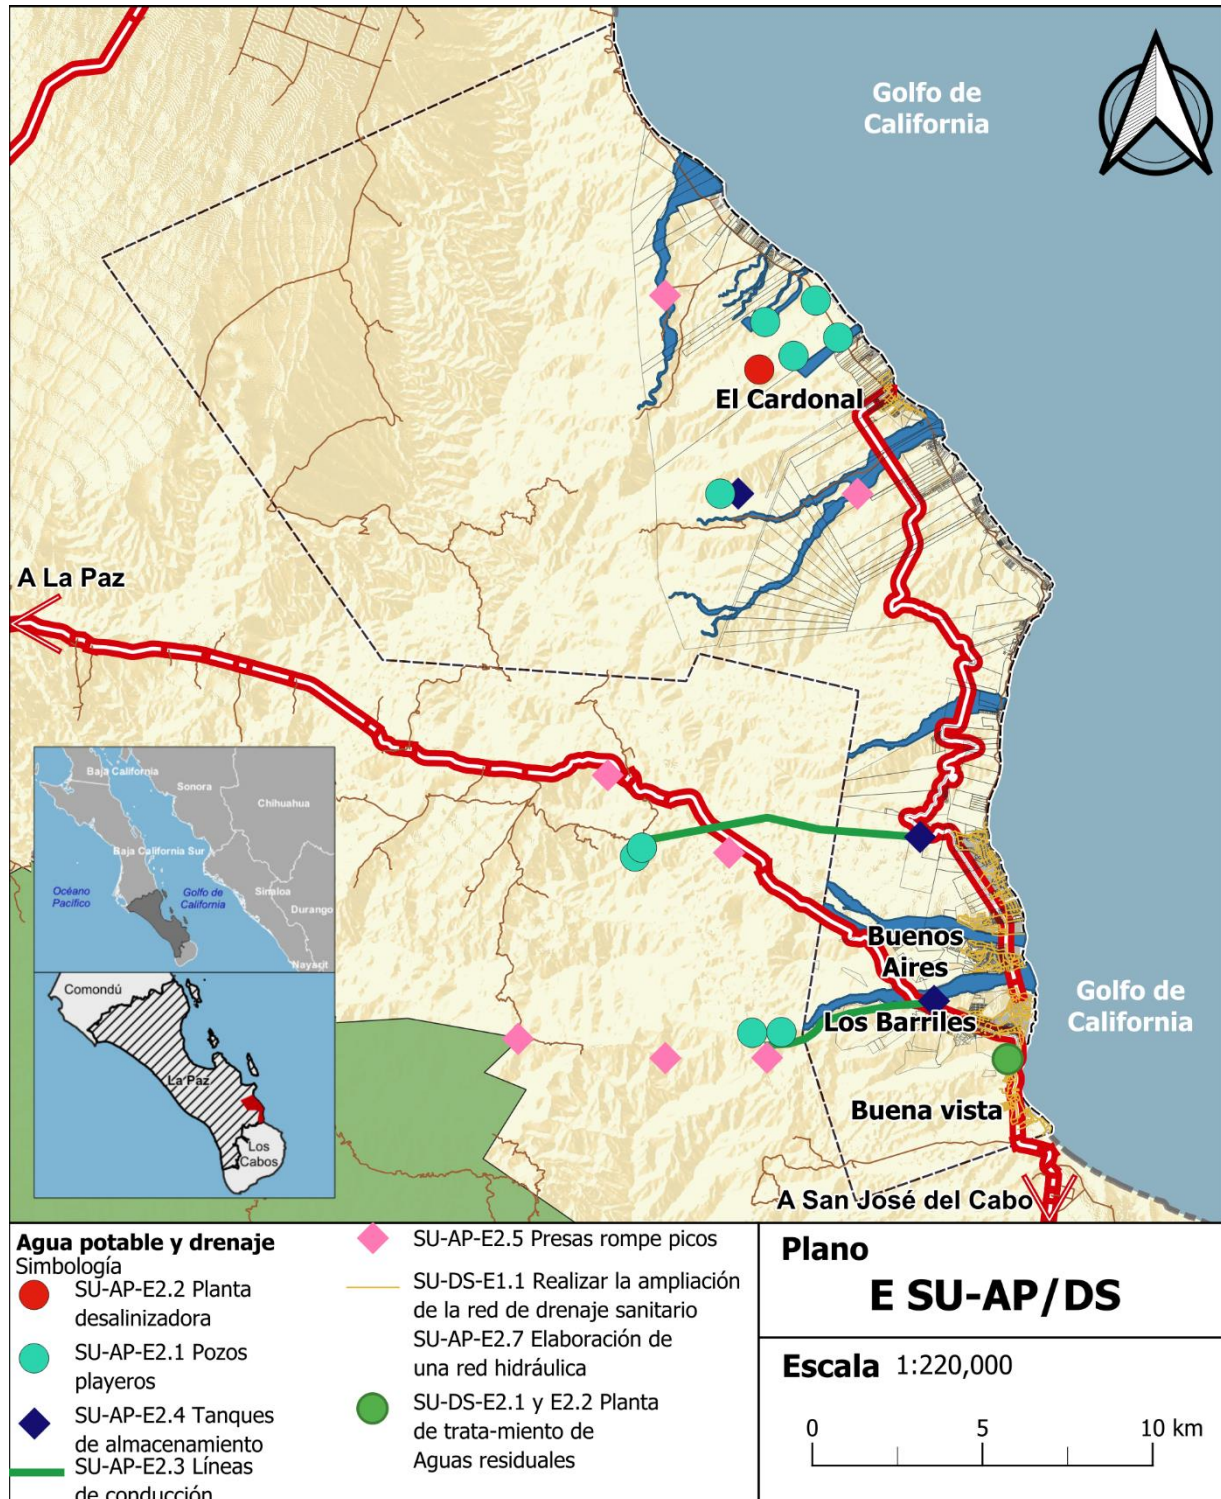 Golfo de
California
El Cardonal
A La Paz
Baja California
Sonora
Chihuahua
Baja California Sur
Océano
Pacífico
Golfo de
California
Sinaloa
Durango
Nayarit
Buenos
Aires
Los Barriles
Golfo de
California
Buena vista
A San José del Cabo
Comondú
La Paz
Los
Cabos
Agua potable y drenaje
Simbología
SU-AP-E2.2 Planta
desalinizadora
SU-AP-E2.1 Pozos
playeros
SU-AP-E2.4 Tanques
de almacenamiento
SU-AP-E2.3 Líneas
de conducción
SU-AP-E2.5 Presas rompe picos
SU-DS-E1.1 Realizar la ampliación
de la red de drenaje sanitario
SU-AP-E2.7 Elaboración de
una red hidráulica
SU-DS-E2.1 y E2.2 Planta
de trata-miento de
Aguas residuales
Plano
E SU-AP/DS
Escala 1:220,000
0 5 10 km